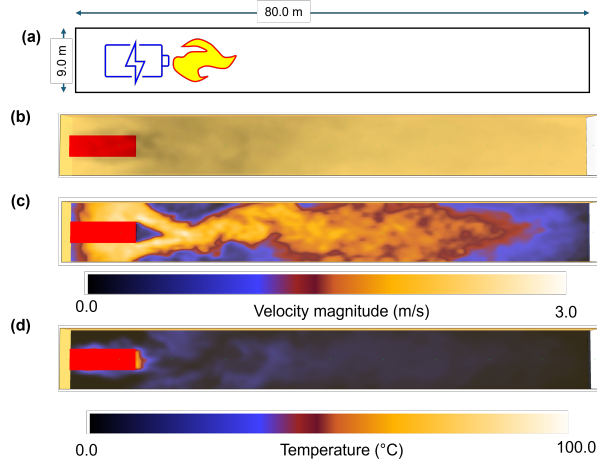 80.0 m
(a)
9.0 m
(b)
(c)
0.0
Velocity magnitude (m/s)
3.0
(d)
0.0
Temperature (°C)
100.0